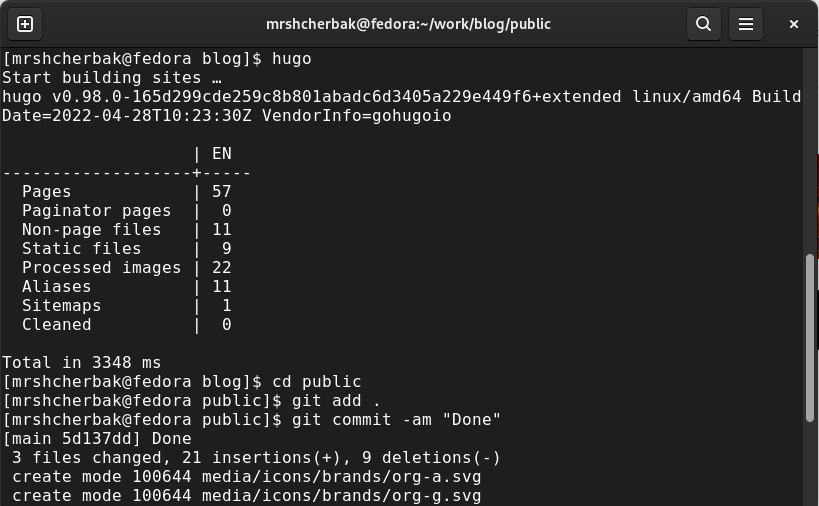 mrshcherbak@fedora:~/work/blog/public
[mrshcherbak@fedora blog]$ hugo
Start building sites …
hugo v0.98.0-165d299cde259c8b801abadc6d3405a229e449f6+extended linux/amd64 Build
Date=2022-04-28T10:23:30Z VendorInfo=gohugoio
                   | EN
-------------------+-----
  Pages            | 57
  Paginator pages  |  0
  Non-page files   | 11
  Static files     |  9
  Processed images | 22
  Aliases          | 11
  Sitemaps         |  1
  Cleaned          |  0
Total in 3348 ms
[mrshcherbak@fedora blog]$ cd public
[mrshcherbak@fedora public]$ git add .
[mrshcherbak@fedora public]$ git commit -am "Done"
[main 5d137dd] Done
 3 files changed, 21 insertions(+), 9 deletions(-)
 create mode 100644 media/icons/brands/org-a.svg
 create mode 100644 media/icons/brands/org-g.svg